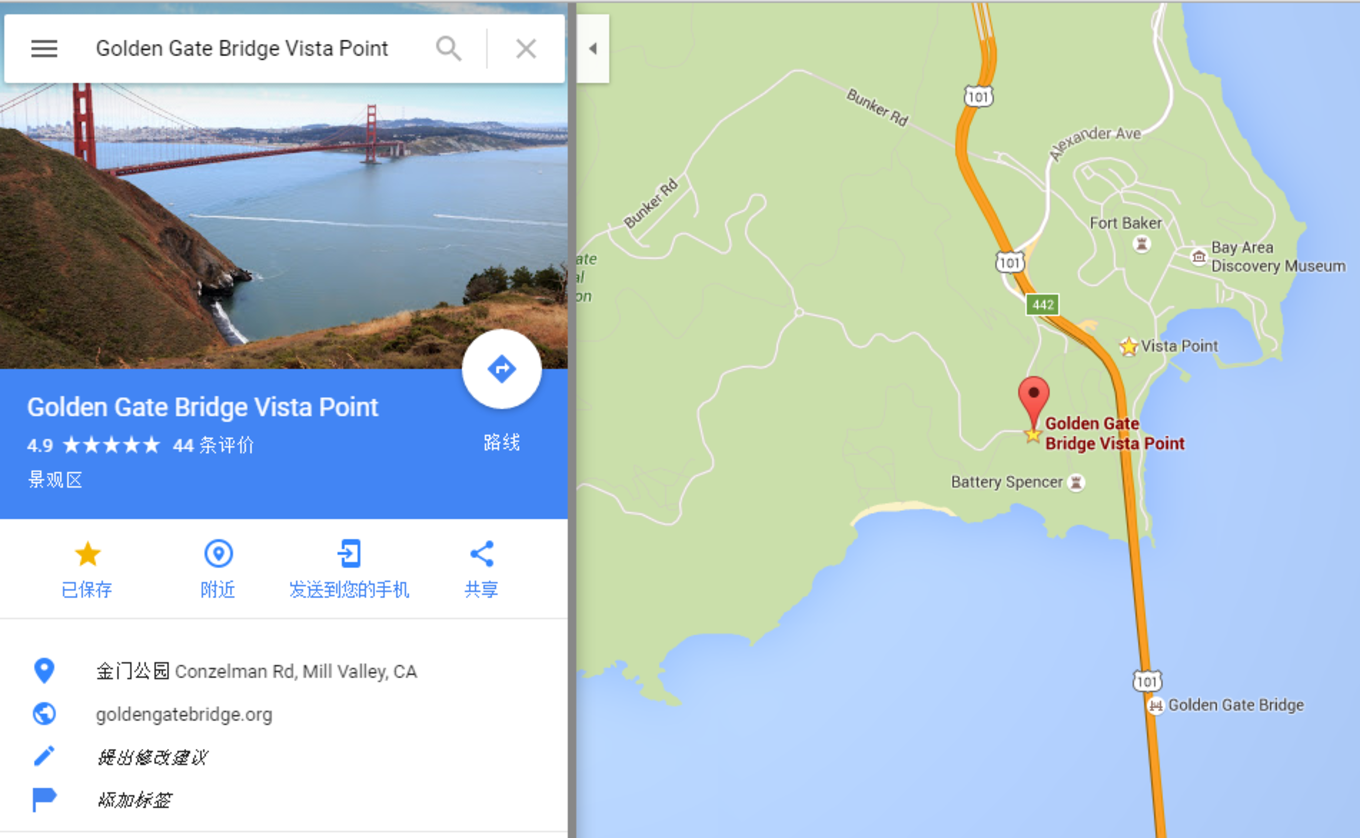 Golden Gate Bridge Vista Point
Golden Gate Bridge Vista Point
4.9 ★★★★★ 44 条评价
景观区
路线
已保存
附近
发送到您的手机
共享
金门公园 Conzelman Rd, Mill Valley, CA
goldengatebridge.org
提出修改建议
添加标签
101
Bunker Rd
Alexander Ave
Bunker Rd
Fort Baker
Bay Area
Discovery Museum
ate
al
on
101
442
Vista Point
Golden Gate
Bridge Vista Point
Battery Spencer
101
Golden Gate Bridge